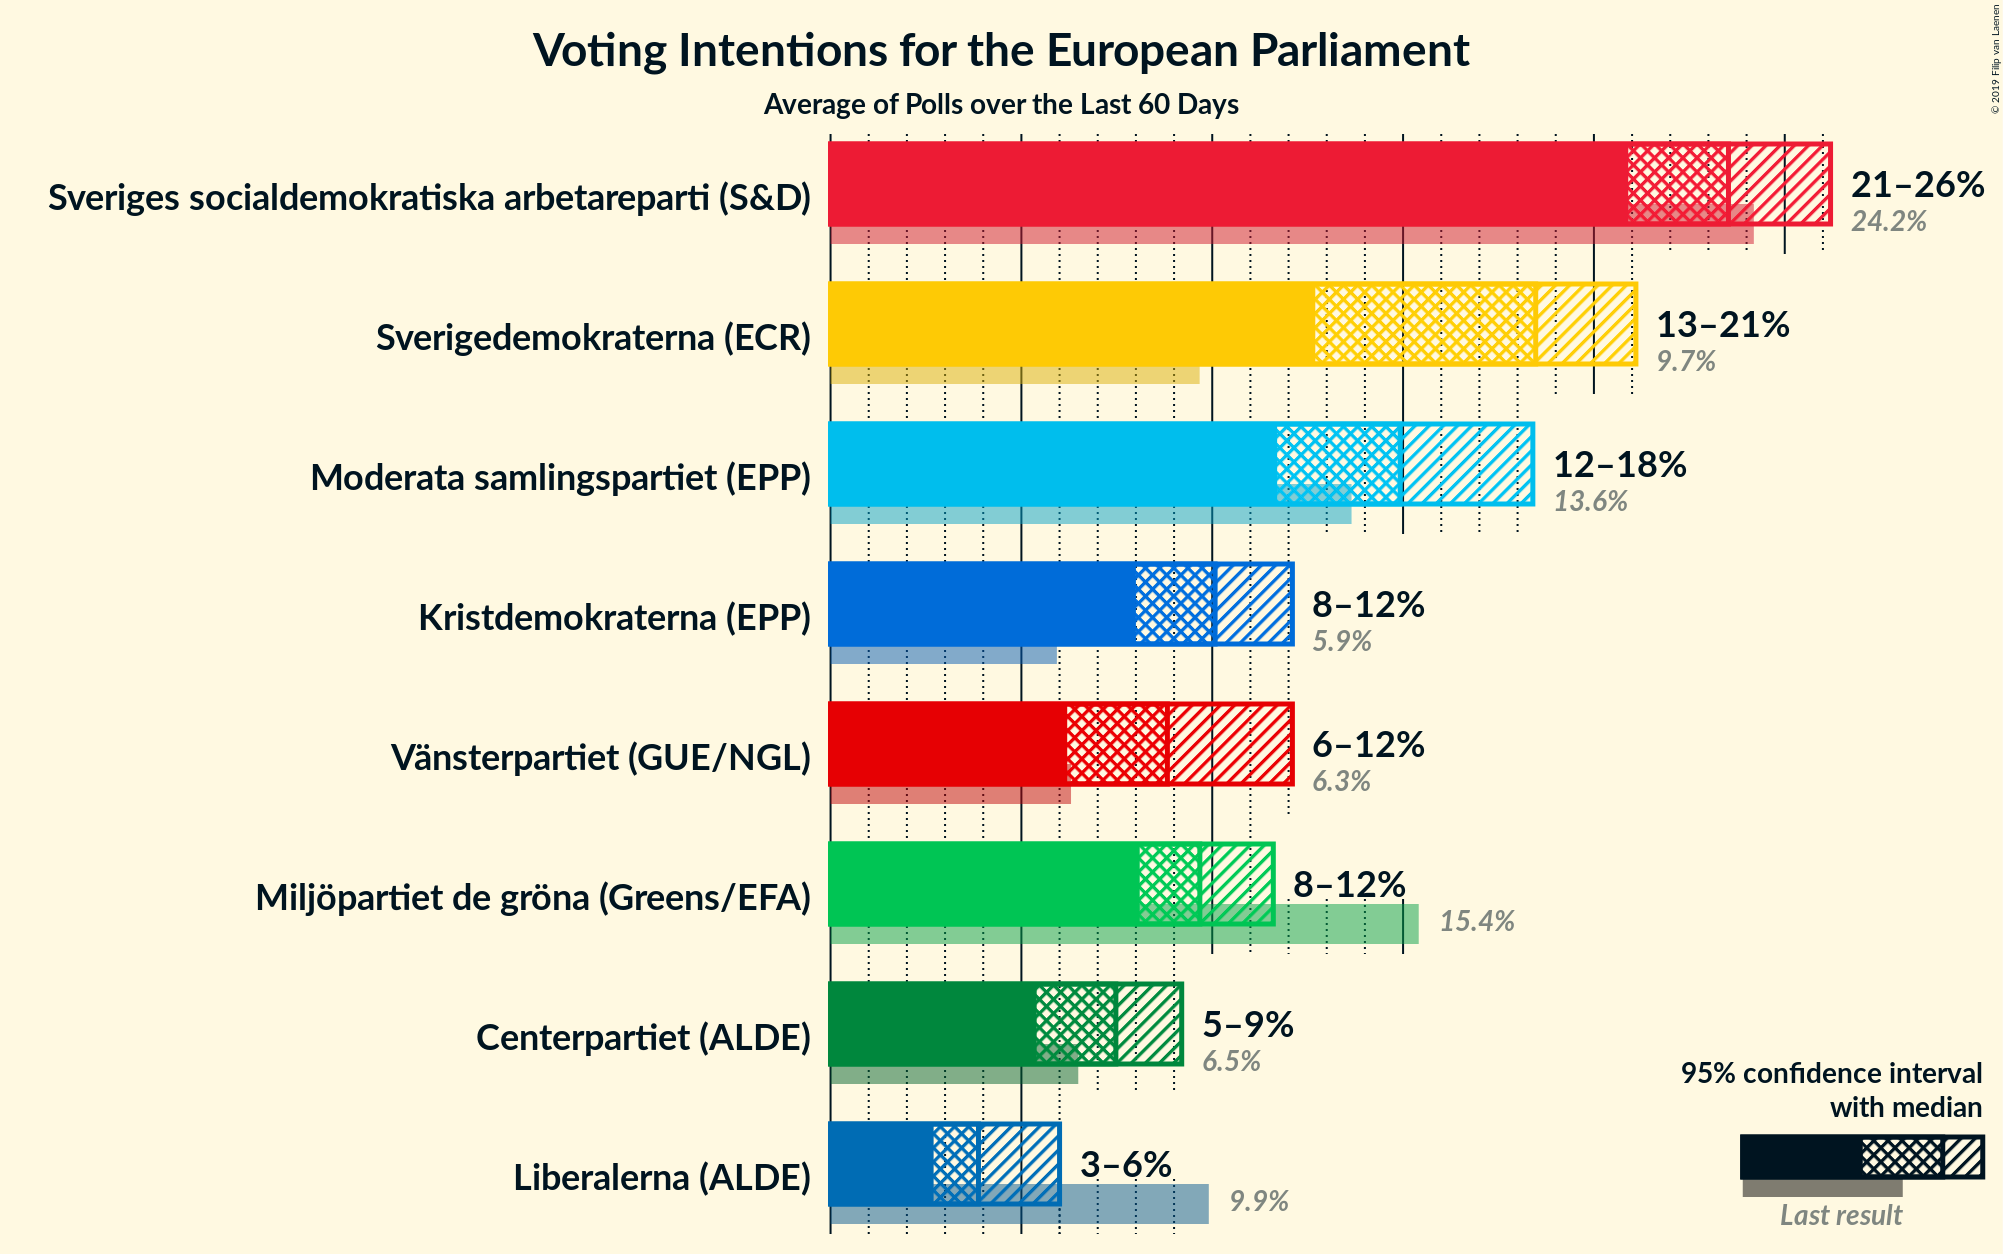 Voting Intentions for the European Parliament
Average of Polls over the Last 60 Days
© 2019 Filip van Laenen
Sveriges socialdemokratiska arbetareparti (S&D)
21–26%
24.2%
Sverigedemokraterna (ECR)
13–21%
9.7%
Moderata samlingspartiet (EPP)
12–18%
13.6%
Kristdemokraterna (EPP)
8–12%
5.9%
Vänsterpartiet (GUE/NGL)
6–12%
6.3%
Miljöpartiet de gröna (Greens/EFA)
8–12%
15.4%
Centerpartiet (ALDE)
5–9%
6.5%
Liberalerna (ALDE)
3–6%
9.9%
95% confidence interval
with median
Last result